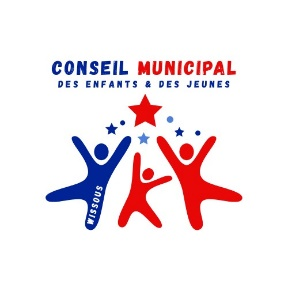 CONSEIL MUNICIPAL
DES ENFANTS & DES JEUNES
WISSOUS